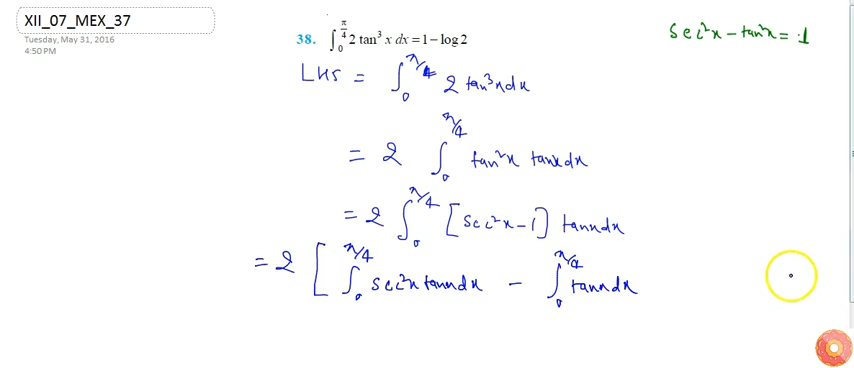 XII_07_MEX_37
Tuesday, May 31, 2016
4:50 PM
38. ∫₀^(π/4) 2 tan³ x dx = 1 − log 2
sec²x − tan²x = 1
LHS = ∫₀^(π/4) 2 tan³x dx
= 2 ∫₀^(π/4) tan²x tanx dx
= 2 ∫₀^(π/4) [sec²x − 1] tanx dx
= 2 [ ∫₀^(π/4) sec²x tanx dx − ∫₀^(π/4) tanx dx